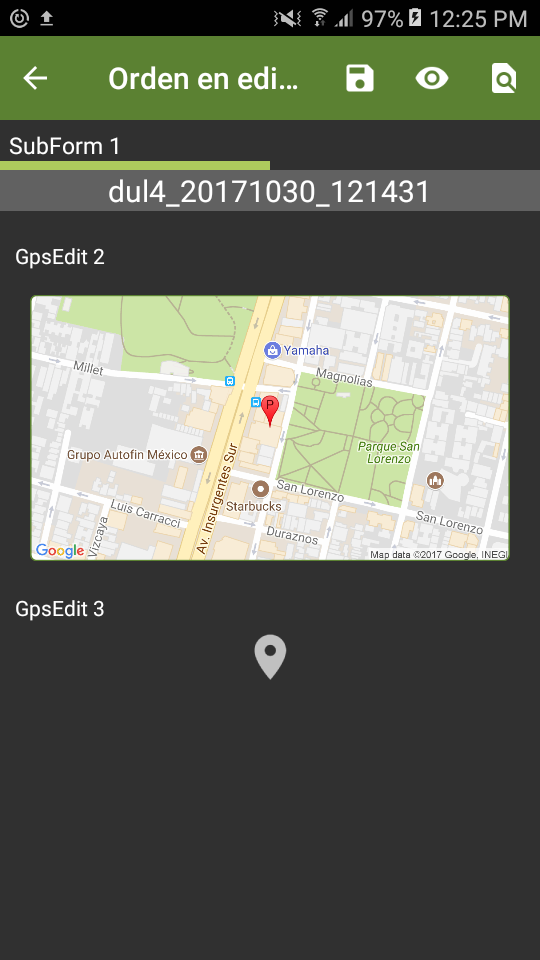 97% 12:25 PM
Orden en edi...
SubForm 1
dul4_20171030_121431
GpsEdit 2
Yamaha
Millet
Magnolias
P
Parque San
Lorenzo
Grupo Autofin México
Av. Insurgentes Sur
San Lorenzo
Starbucks
Luis Carracci
San Lorenzo
Vizcaya
Duraznos
Google
Map data ©2017 Google, INEGI
GpsEdit 3